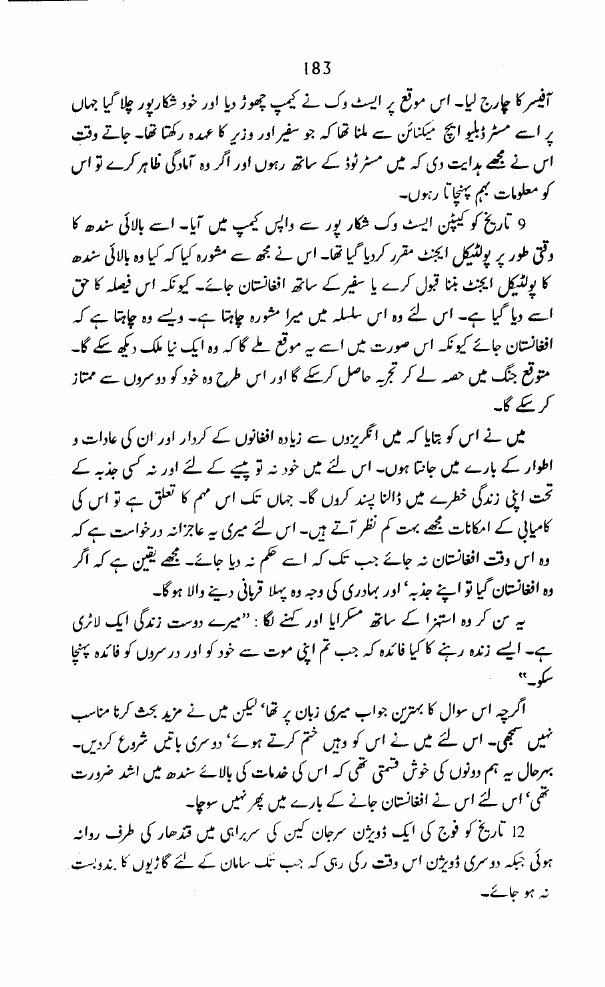 183
آفیسر کا چارج لیا۔ اس موقع پر ایسٹ وک نے کیمپ چھوڑ دیا اور خود شکارپور چلا گیا جہاں
پر اسے مسٹر ڈبلیو ایچ میکنائن سے ملنا تھا کہ جو سفیر اور وزیر کا عہدہ رکھتا تھا۔ جاتے وقت
اس نے مجھے ہدایت دی کہ میں مسٹر ٹوڈ کے ساتھ رہوں اور اگر وہ آمادگی ظاہر کرے تو اس
کو معلومات بہم پہنچاتا رہوں۔
9 تاریخ کو کیپٹن ایسٹ وک شکار پور سے واپس کیمپ میں آیا۔ اسے بالائی سندھ کا
وقتی طور پر پولٹیکل ایجنٹ مقرر کر دیا گیا تھا۔ اس نے مجھ سے مشورہ کیا کہ کیا وہ بالائی سندھ
کا پولٹیکل ایجنٹ بننا قبول کرے یا سفیر کے ساتھ افغانستان جائے۔ کیونکہ اس فیصلہ کا حق
اسے دیا گیا ہے۔ اس لئے وہ اس سلسلہ میں میرا مشورہ چاہتا ہے۔ ویسے وہ چاہتا ہے کہ
افغانستان جائے کیونکہ اس صورت میں اسے یہ موقع ملے گا کہ وہ ایک نیا ملک دیکھ سکے گا۔
متوقع جنگ میں حصہ لے کر تجربہ حاصل کر سکے گا اور اس طرح وہ خود کو دوسروں سے ممتاز
کر سکے گا۔
میں نے اس کو بتایا کہ میں انگریزوں سے زیادہ افغانوں کے کردار اور ان کی عادات و
اطوار کے بارے میں جانتا ہوں۔ اس لئے میں خود نہ تو پیسے کے لئے اور نہ کسی جذبہ کے
تحت اپنی زندگی خطرے میں ڈالنا پسند کروں گا۔ جہاں تک اس مہم کا تعلق ہے تو اس کی
کامیابی کے امکانات مجھے بہت کم نظر آتے ہیں۔ اس لئے میری یہ عاجزانہ درخواست ہے کہ
وہ اس وقت افغانستان نہ جائے جب تک کہ اسے حکم نہ دیا جائے۔ مجھے یقین ہے کہ اگر
وہ افغانستان گیا تو اپنے جذبہ‘ اور بہادری کی وجہ وہ پہلا قربانی دینے والا ہو گا۔
یہ سن کر وہ استہزا کے ساتھ مسکرایا اور کہنے لگا : ”میرے دوست زندگی ایک لاٹری
ہے۔ ایسے زندہ رہنے کا کیا فائدہ کہ جب تم اپنی موت سے خود کو اور درسروں کو فائدہ پہنچا
سکو۔“
اگرچہ اس سوال کا بہترین جواب میری زبان پر تھا‘ لیکن میں نے مزید بحث کرنا مناسب
نہیں سمجھی۔ اس لئے میں نے اس کو وہیں ختم کرتے ہوئے‘ دوسری باتیں شروع کر دیں۔
بہرحال یہ ہم دونوں کی خوش قسمتی تھی کہ اس کی خدمات کی بالائے سندھ میں اشد ضرورت
تھی‘ اس لئے اس نے افغانستان جانے کے بارے میں پھر نہیں سوچا۔
12 تاریخ کو فوج کی ایک ڈویژن سرجان کین کی سربراہی میں قندھار کی طرف روانہ
ہوئی جبکہ دوسری ڈویژن اس وقت رکی رہی کہ جب تک سامان کے لئے گاڑیوں کا بندوبست
نہ ہو جائے۔